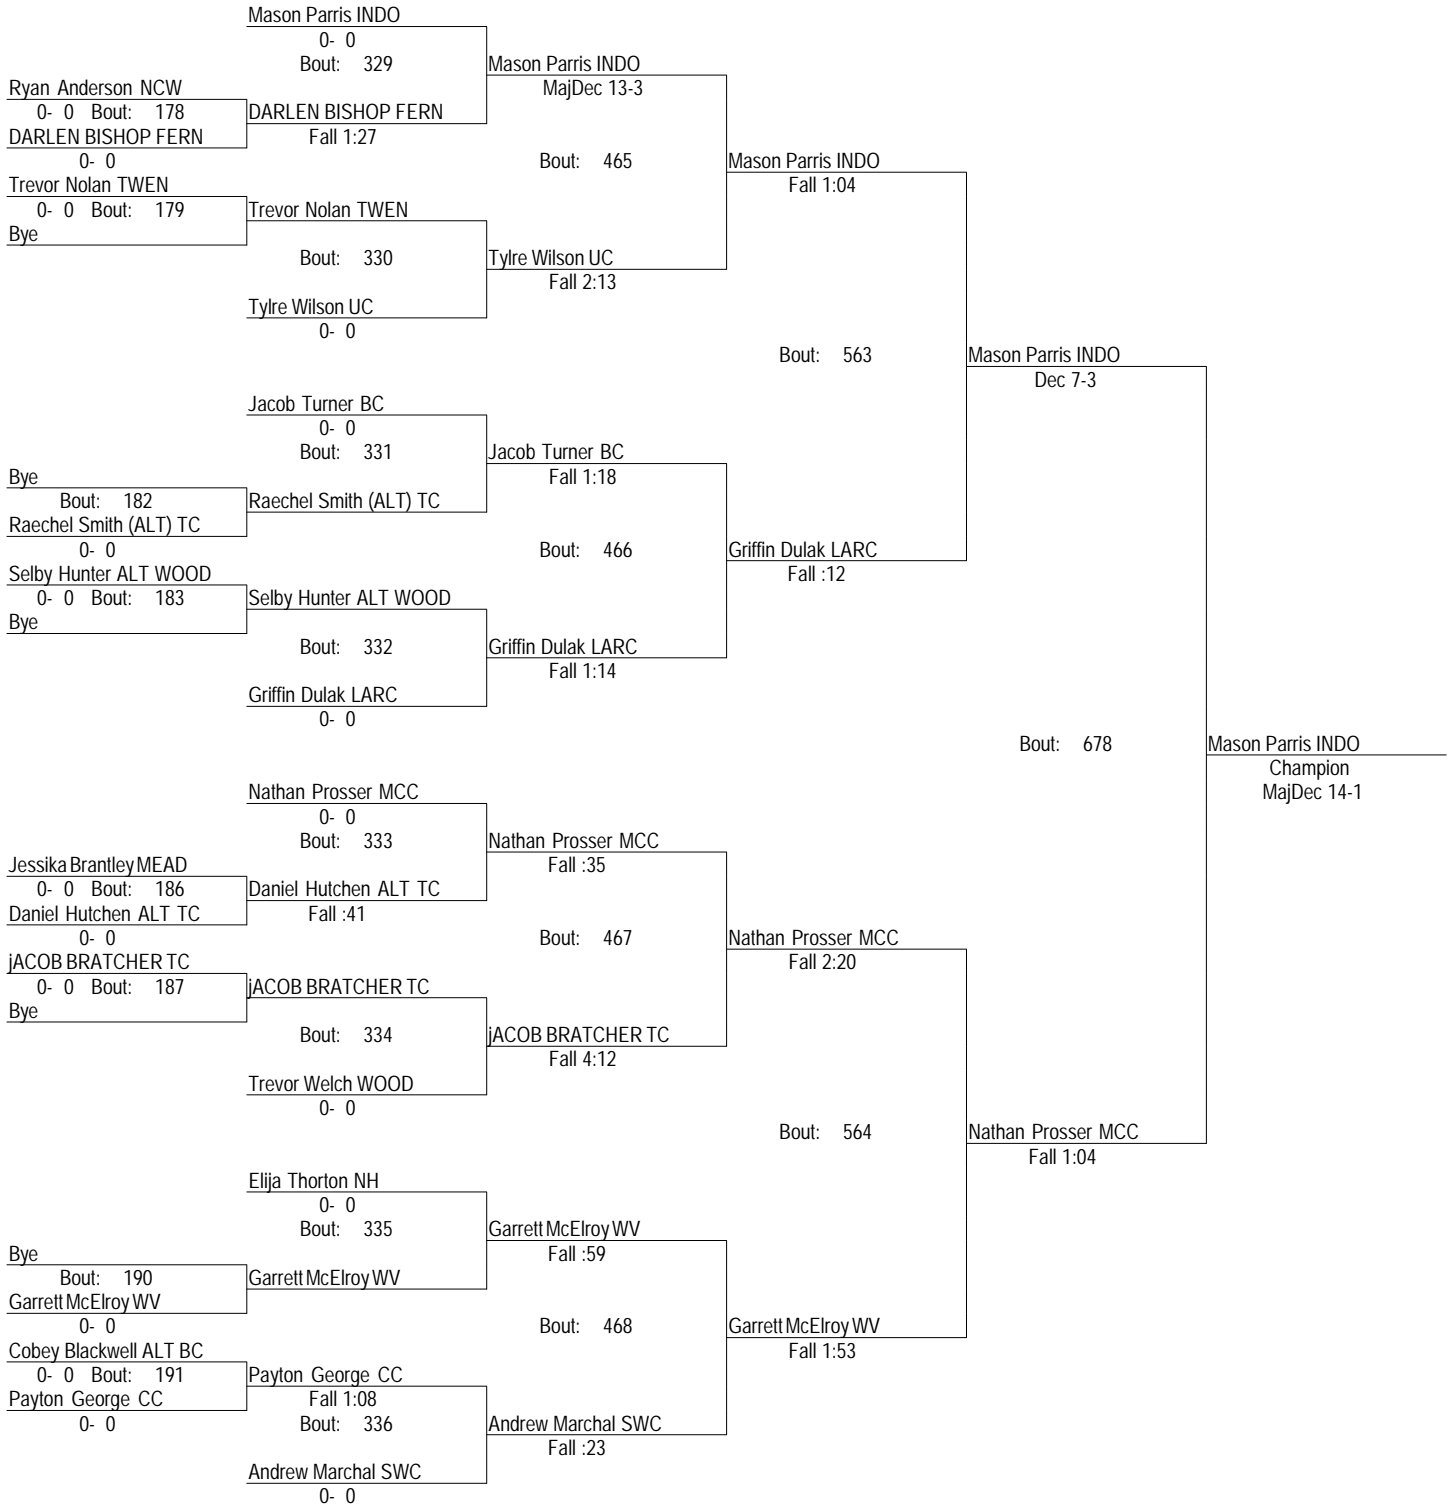 Mason Parris INDO
0- 0
Bout: 329
Mason Parris INDO
MajDec 13-3
Ryan Anderson NCW
0- 0 Bout: 178
DARLEN BISHOP FERN
DARLEN BISHOP FERN
Fall 1:27
0- 0
Bout: 465
Mason Parris INDO
Fall 1:04
Trevor Nolan TWEN
0- 0 Bout: 179
Trevor Nolan TWEN
Bye
Bout: 330
Tylre Wilson UC
Fall 2:13
Tylre Wilson UC
0- 0
Bout: 563
Mason Parris INDO
Dec 7-3
Jacob Turner BC
0- 0
Bout: 331
Jacob Turner BC
Fall 1:18
Bye
Bout: 182
Raechel Smith (ALT) TC
Raechel Smith (ALT) TC
0- 0
Bout: 466
Griffin Dulak LARC
Fall :12
Selby Hunter ALT WOOD
0- 0 Bout: 183
Selby Hunter ALT WOOD
Bye
Bout: 332
Griffin Dulak LARC
Fall 1:14
Griffin Dulak LARC
0- 0
Bout: 678
Mason Parris INDO
Champion
MajDec 14-1
Nathan Prosser MCC
0- 0
Bout: 333
Nathan Prosser MCC
Fall :35
Jessika Brantley MEAD
0- 0 Bout: 186
Daniel Hutchen ALT TC
Daniel Hutchen ALT TC
Fall :41
0- 0
Bout: 467
Nathan Prosser MCC
Fall 2:20
jACOB BRATCHER TC
0- 0 Bout: 187
jACOB BRATCHER TC
Bye
Bout: 334
jACOB BRATCHER TC
Fall 4:12
Trevor Welch WOOD
0- 0
Bout: 564
Nathan Prosser MCC
Fall 1:04
Elija Thorton NH
0- 0
Bout: 335
Garrett McElroy WV
Fall :59
Bye
Bout: 190
Garrett McElroy WV
Garrett McElroy WV
0- 0
Bout: 468
Garrett McElroy WV
Fall 1:53
Cobey Blackwell ALT BC
0- 0 Bout: 191
Payton George CC
Payton George CC
Fall 1:08
0- 0
Bout: 336
Andrew Marchal SWC
Fall :23
Andrew Marchal SWC
0- 0